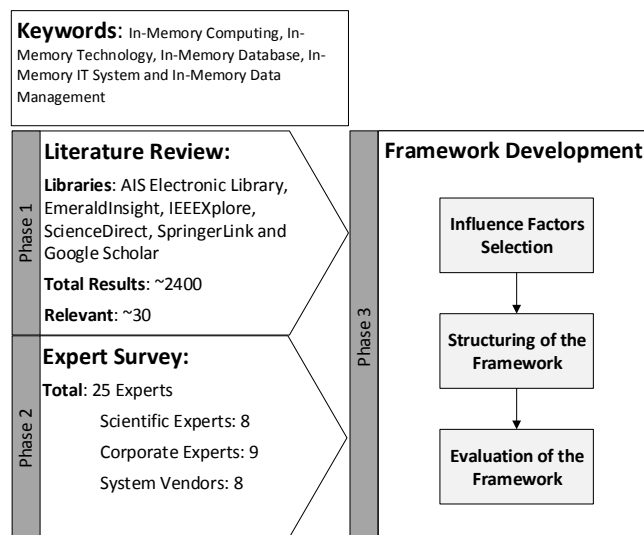 Keywords: In-Memory Computing, In-
Memory Technology, In-Memory Database, In-
Memory IT System and In-Memory Data
Management
Phase 1
Literature Review:
Libraries: AIS Electronic Library,
EmeraldInsight, IEEEXplore,
ScienceDirect, SpringerLink and
Google Scholar
Total Results: ~2400
Relevant: ~30
Phase 2
Expert Survey:
Total: 25 Experts
Scientific Experts: 8
Corporate Experts: 9
System Vendors: 8
Phase 3
Framework Development
Influence Factors
Selection
Structuring of the
Framework
Evaluation of the
Framework